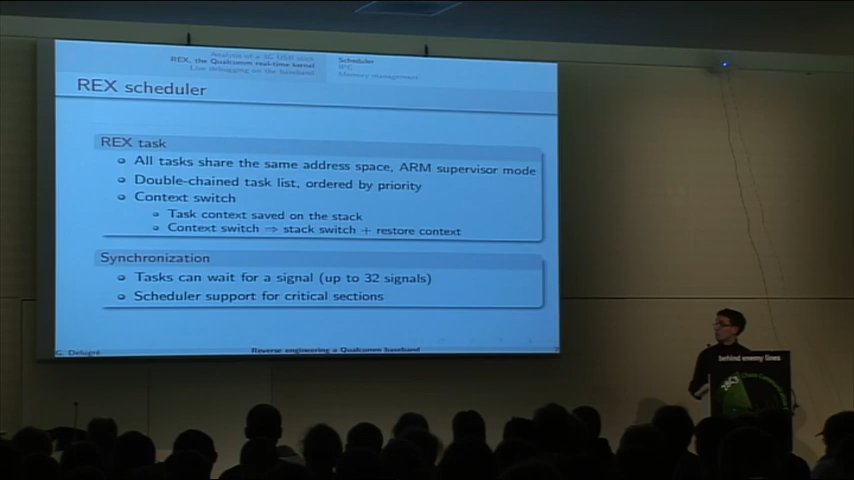 Analysis of a 3G USB stick
REX, the Qualcomm real-time kernel
Live debugging on the baseband
Scheduler
IPC
Memory management
REX scheduler
REX task
All tasks share the same address space, ARM supervisor mode
Double-chained task list, ordered by priority
Context switch
Task context saved on the stack
Context switch ⇒ stack switch + restore context
Synchronization
Tasks can wait for a signal (up to 32 signals)
Scheduler support for critical sections
G. Delugré
Reverse engineering a Qualcomm baseband
behind enemy lines
28C3